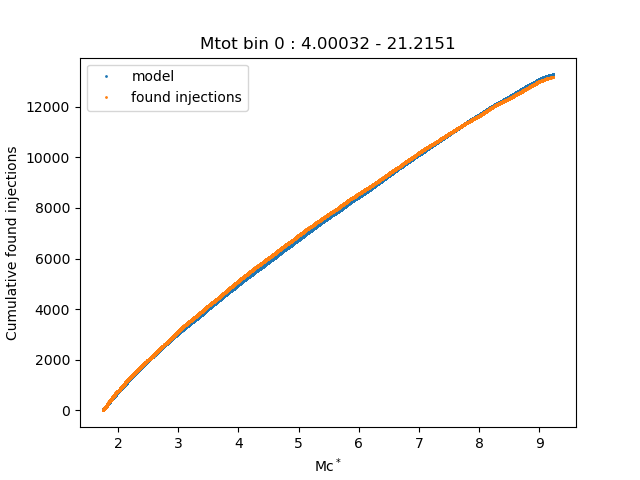 Mtot bin 0 : 4.00032 - 21.2151
model
found injections
Cumulative found injections
12000
10000
8000
6000
4000
2000
0
2 3 4 5 6 7 8 9
Mc*